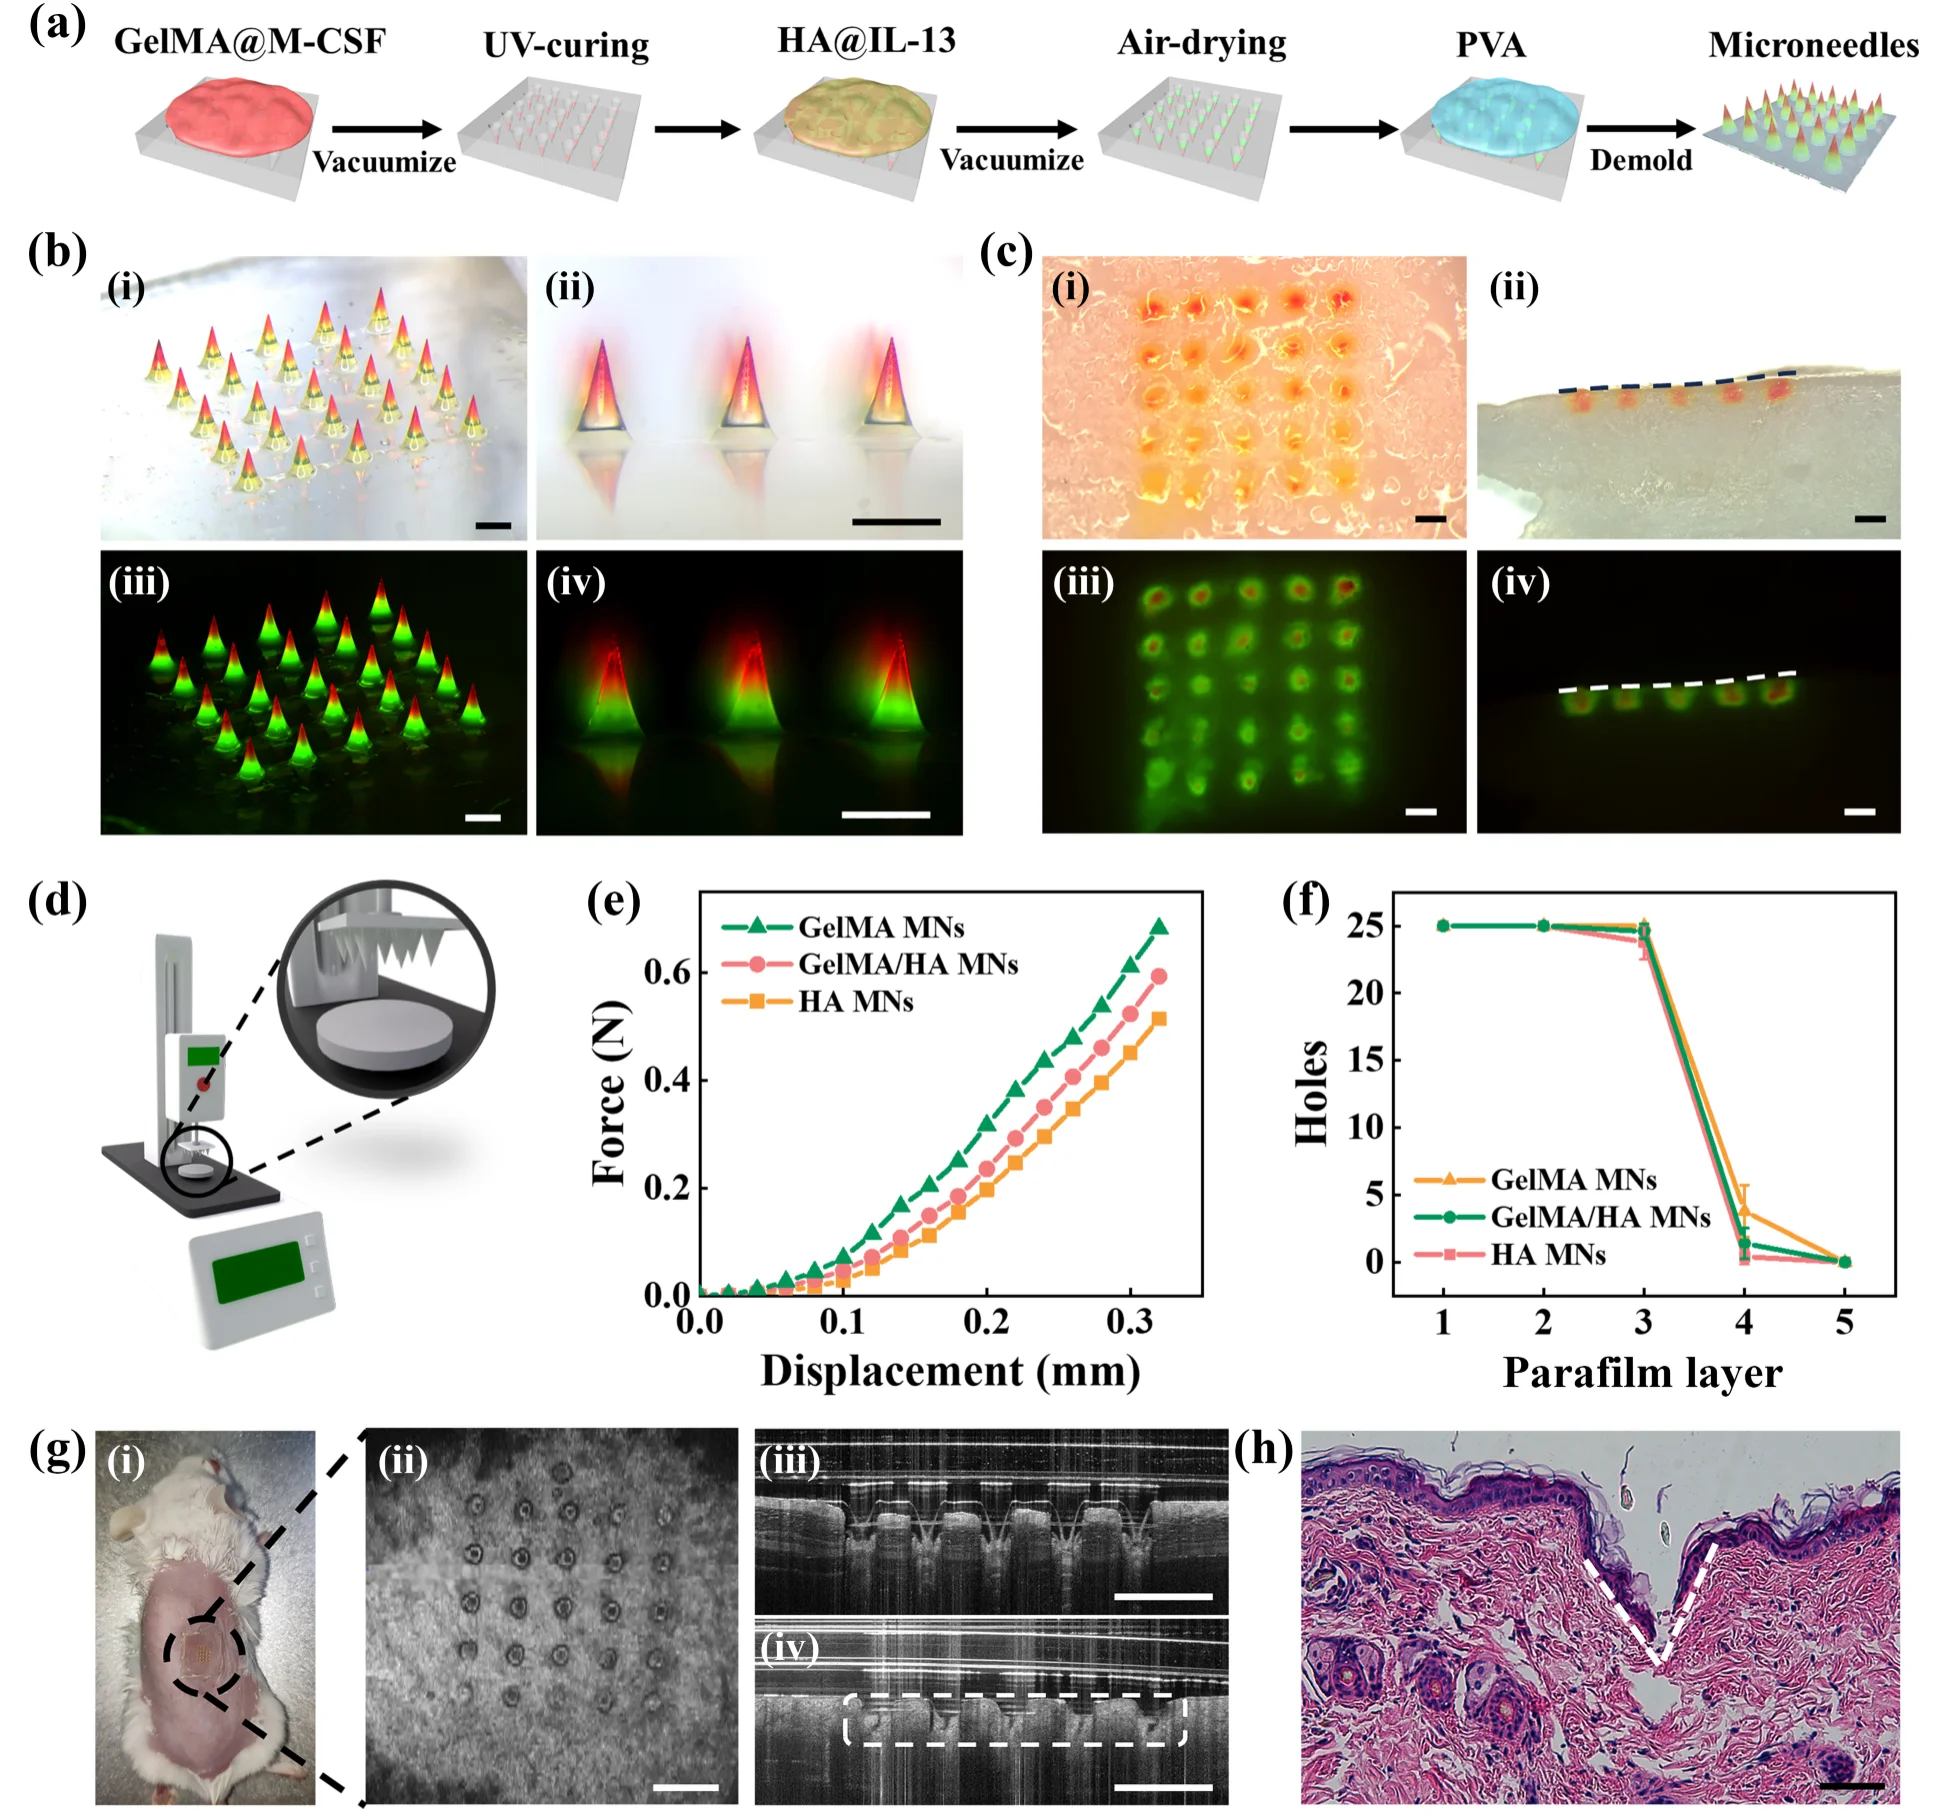 (a)
GelMA@M-CSF
UV-curing
HA@IL-13
Air-drying
PVA
Microneedles
Vacuumize
Vacuumize
Demold
(b)
(i)
(ii)
(iii)
(iv)
(c)
(i)
(ii)
(iii)
(iv)
(d)
(e)
GelMA MNs
GelMA/HA MNs
HA MNs
Force (N)
0.6
0.4
0.2
0.0
0.0 0.1 0.2 0.3
Displacement (mm)
(f)
Holes
25
20
15
10
5
0
GelMA MNs
GelMA/HA MNs
HA MNs
1 2 3 4 5
Parafilm layer
(g)
(i)
(ii)
(iii)
(iv)
(h)